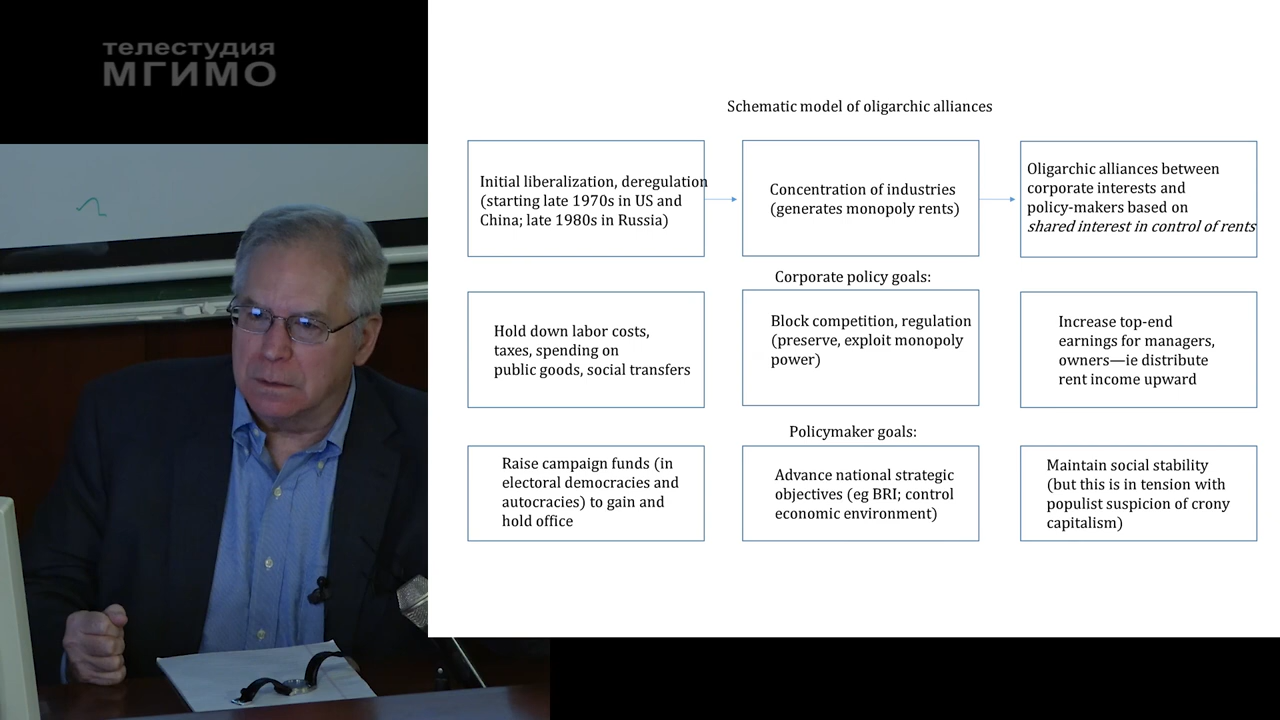 телестудия
МГИМО
Schematic model of oligarchic alliances
Initial liberalization, deregulation
(starting late 1970s in US and
China; late 1980s in Russia)
Concentration of industries
(generates monopoly rents)
Oligarchic alliances between
corporate interests and
policy-makers based on
shared interest in control of rents
Corporate policy goals:
Hold down labor costs,
taxes, spending on
public goods, social transfers
Block competition, regulation
(preserve, exploit monopoly
power)
Increase top-end
earnings for managers,
owners—ie distribute
rent income upward
Policymaker goals:
Raise campaign funds (in
electoral democracies and
autocracies) to gain and
hold office
Advance national strategic
objectives (eg BRI; control
economic environment)
Maintain social stability
(but this is in tension with
populist suspicion of crony
capitalism)